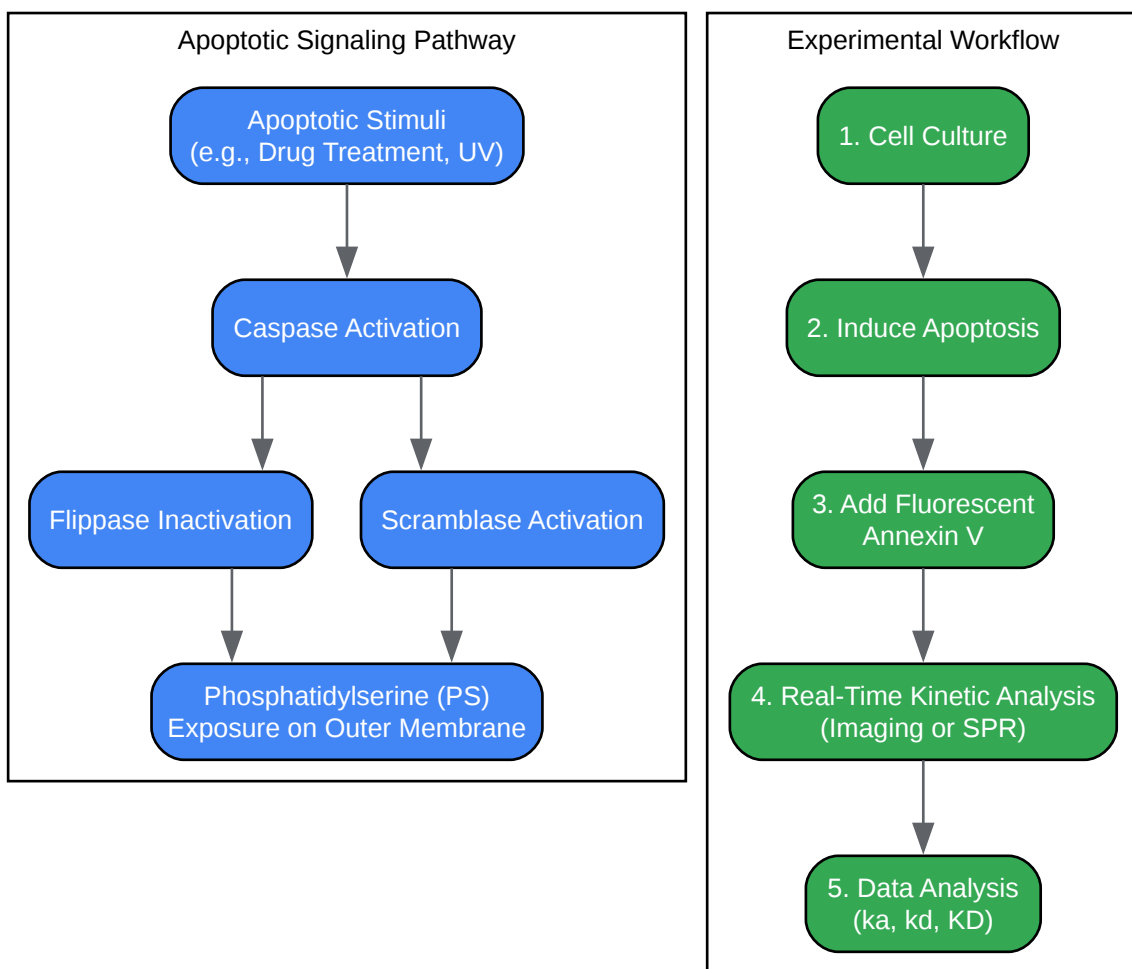 Apoptotic Signaling Pathway
Apoptotic Stimuli
(e.g., Drug Treatment, UV)
Caspase Activation
Flippase Inactivation
Scramblase Activation
Phosphatidylserine (PS)
Exposure on Outer Membrane
Experimental Workflow
1. Cell Culture
2. Induce Apoptosis
3. Add Fluorescent
Annexin V
4. Real-Time Kinetic Analysis
(Imaging or SPR)
5. Data Analysis
(ka, kd, KD)